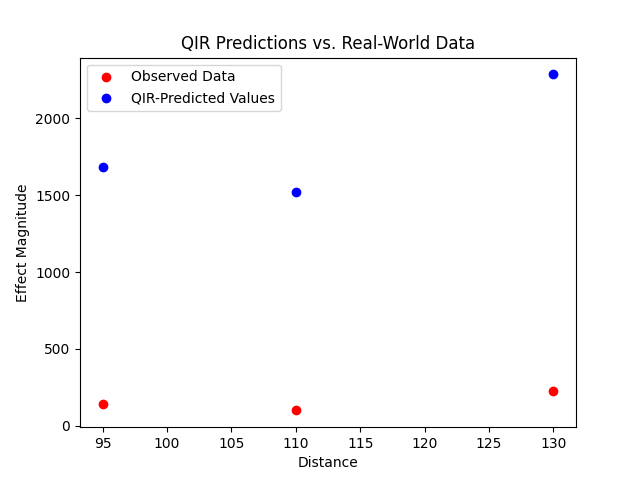 QIR Predictions vs. Real-World Data
Observed Data
QIR-Predicted Values
Effect Magnitude
2000
1500
1000
500
0
95
100
105
110
115
120
125
130
Distance